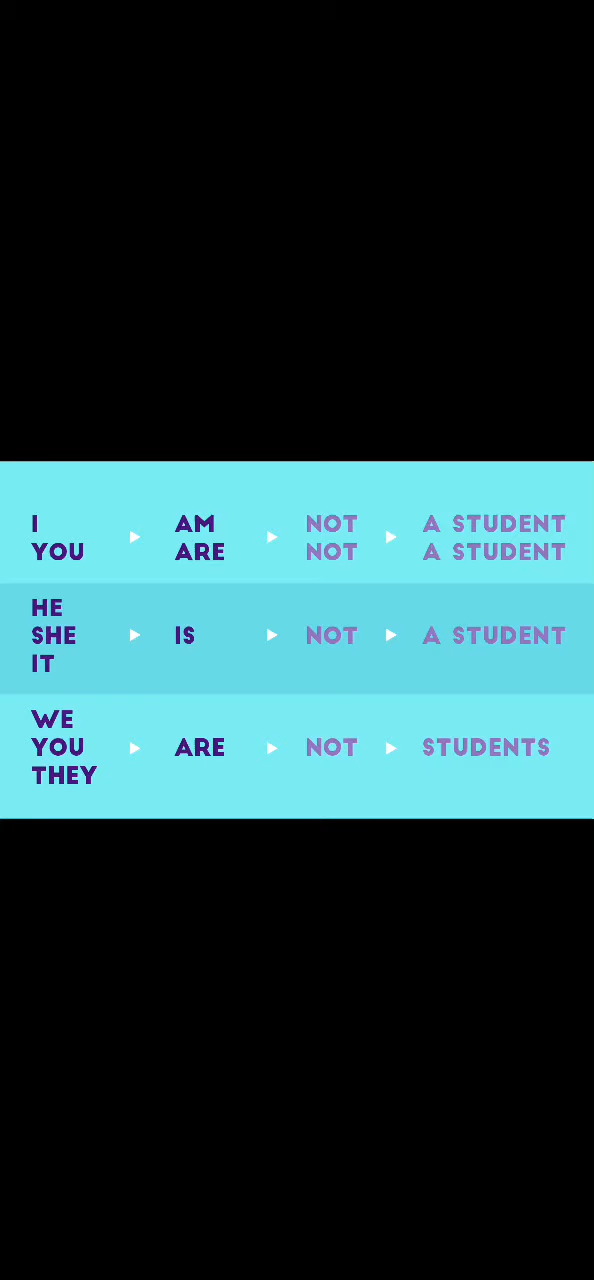 I AM NOT A STUDENT
YOU ARE NOT A STUDENT
HE
SHE IS NOT A STUDENT
IT
WE
YOU ARE NOT STUDENTS
THEY